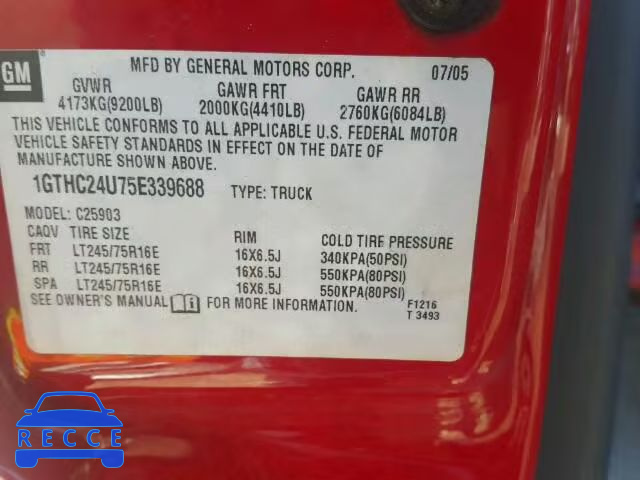 GM
MFD BY GENERAL MOTORS CORP. 07/05
GVWR GAWR FRT GAWR RR
4173KG(9200LB) 2000KG(4410LB) 2760KG(6084LB)
THIS VEHICLE CONFORMS TO ALL APPLICABLE U.S. FEDERAL MOTOR
VEHICLE SAFETY STANDARDS IN EFFECT ON THE DATE OF
MANUFACTURE SHOWN ABOVE.
1GTHC24U75E339688 TYPE: TRUCK
MODEL: C25903
CAQV TIRE SIZE RIM COLD TIRE PRESSURE
FRT LT245/75R16E 16X6.5J 340KPA(50PSI)
RR LT245/75R16E 16X6.5J 550KPA(80PSI)
SPA LT245/75R16E 16X6.5J 550KPA(80PSI)
SEE OWNER'S MANUAL FOR MORE INFORMATION.
F1216
T 3493